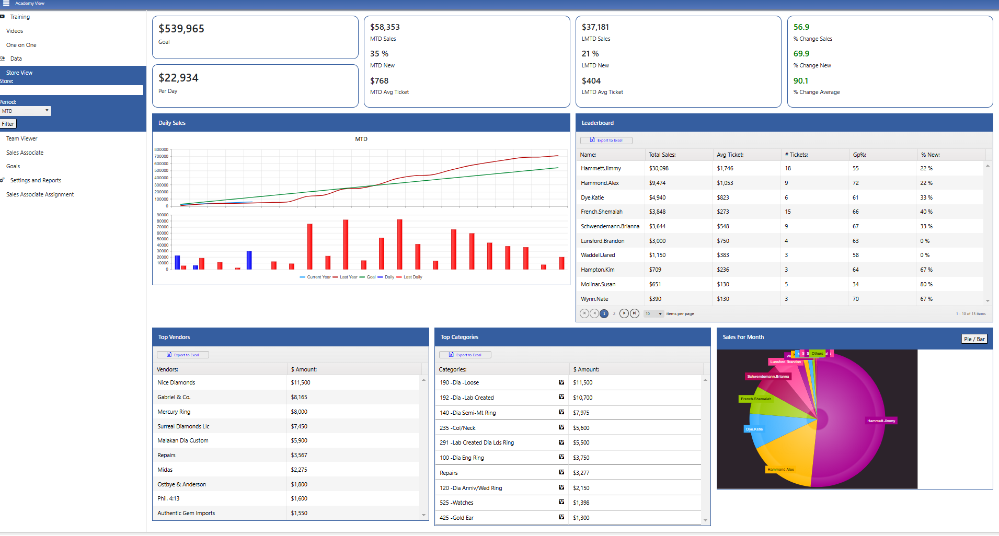 Academy View
Training
Videos
One on One
Data
Store View
Store:
Period:
MTD
Filter
Team Viewer
Sales Associate
Goals
Settings and Reports
Sales Associate Assignment
$539,965
Goal
$22,934
Per Day
$58,353
MTD Sales
35 %
MTD New
$768
MTD Avg Ticket
$37,181
LMTD Sales
21 %
LMTD New
$404
LMTD Avg Ticket
56.9
% Change Sales
69.9
% Change New
90.1
% Change Average
Daily Sales
MTD
800000
700000
600000
500000
400000
300000
200000
100000
0
90000
80000
70000
60000
50000
40000
30000
20000
10000
0
Current Year Last Year Goal Daily Last Daily
Leaderboard
Export to Excel
Name: Total Sales: Avg Ticket: # Tickets: Gp%: % New:
Hammett.Jimmy $30,098 $1,746 18 55 22 %
Hammond.Alex $9,474 $1,053 9 72 22 %
Dye.Katie $4,940 $823 6 61 33 %
French.Shemaiah $3,848 $273 15 66 40 %
Schwendemann.Brianna $3,644 $548 9 67 33 %
Lunsford.Brandon $3,000 $750 4 63 0 %
Waddell.Jared $1,150 $383 3 58 0 %
Hampton.Kim $709 $236 3 64 67 %
Molinar.Susan $651 $130 5 34 80 %
Wynn.Nate $390 $130 3 70 67 %
1 2 10 items per page 1 - 10 of 13 items
Top Vendors
Export to Excel
Vendors: $ Amount:
Nice Diamonds $11,500
Gabriel & Co. $8,165
Mercury Ring $8,000
Surreal Diamonds Llc $7,450
Malakan Dia Custom $5,900
Repairs $3,567
Midas $2,275
Ostbye & Anderson $1,800
Phil. 4:13 $1,600
Authentic Gem Imports $1,550
Top Categories
Export to Excel
Categories: $ Amount:
190 -Dia -Loose $11,500
192 -Dia -Lab Created $10,700
140 -Dia Semi-Mt Ring $7,975
235 -Col/Neck $5,600
291 -Lab Created Dia Lds Ring $5,500
100 -Dia Eng Ring $3,750
Repairs $3,277
120 -Dia Anniv/Wed Ring $2,150
525 -Watches $1,398
425 -Gold Ear $1,300
Sales For Month
Pie / Bar
Others
Lunsford.Brandon
Schwendemann.Brianna
French.Shemaiah
Hammett.Jimmy
Dye.Katie
Hammond.Alex